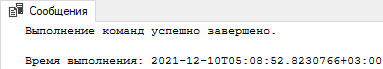 Сообщения
Выполнение команд успешно завершено.
Время выполнения: 2021-12-10T05:08:52.8230766+03:00